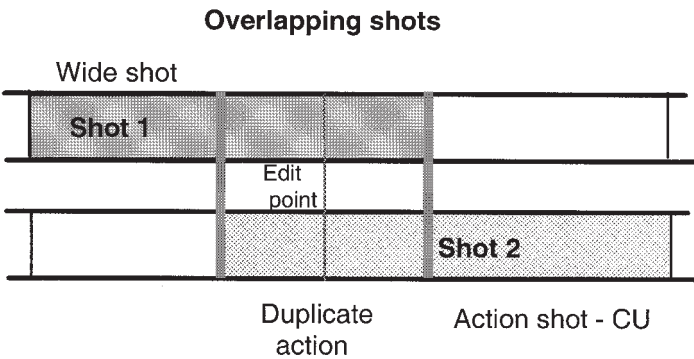 Overlapping shots
Wide shot
Shot 1
Edit
point
Shot 2
Duplicate
action
Action shot - CU